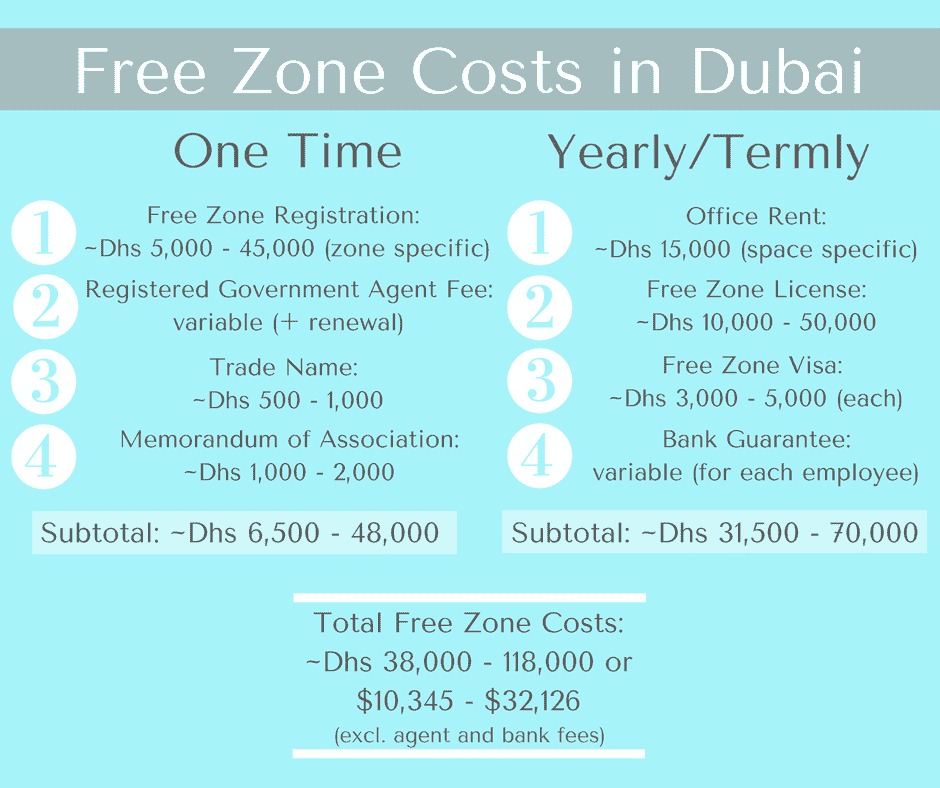 Free Zone Costs in Dubai
One Time
1
Free Zone Registration:
~Dhs 5,000 - 45,000 (zone specific)
2
Registered Government Agent Fee:
variable (+ renewal)
3
Trade Name:
~Dhs 500 - 1,000
4
Memorandum of Association:
~Dhs 1,000 - 2,000
Subtotal: ~Dhs 6,500 - 48,000
Yearly/Termly
1
Office Rent:
~Dhs 15,000 (space specific)
2
Free Zone License:
~Dhs 10,000 - 50,000
3
Free Zone Visa:
~Dhs 3,000 - 5,000 (each)
4
Bank Guarantee:
variable (for each employee)
Subtotal: ~Dhs 31,500 - 70,000
Total Free Zone Costs:
~Dhs 38,000 - 118,000 or
$10,345 - $32,126
(excl. agent and bank fees)